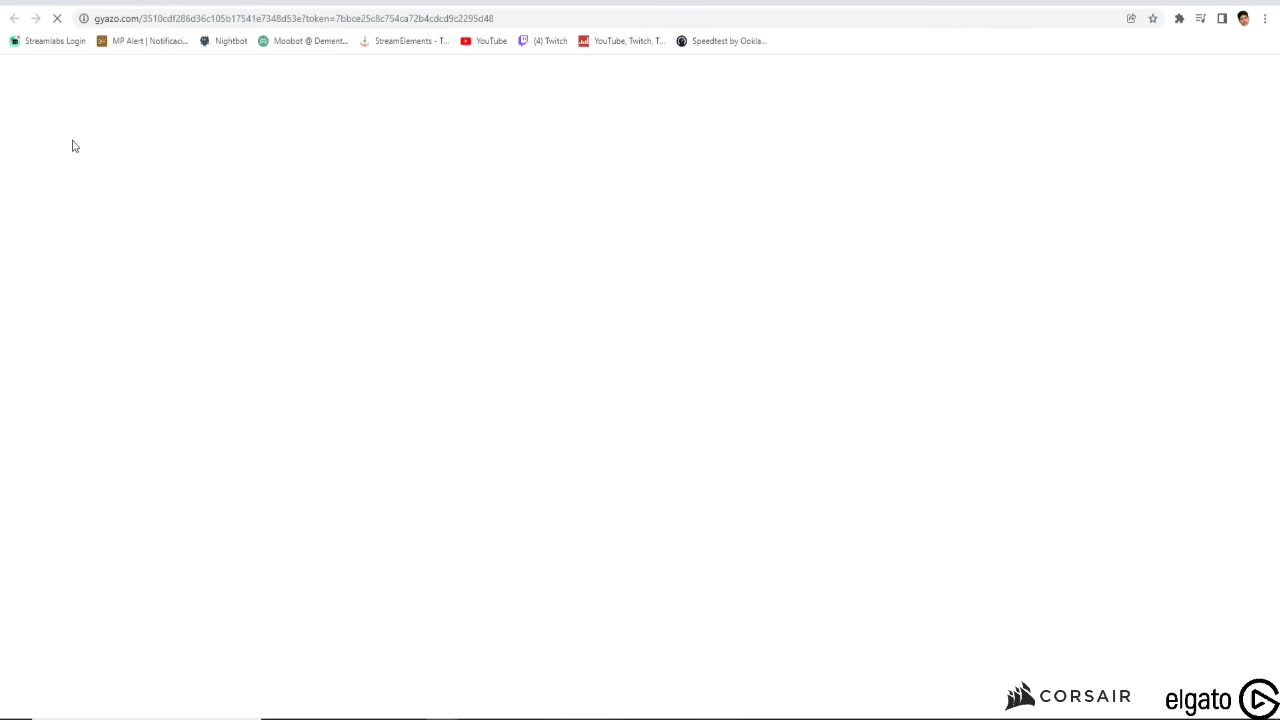 gyazo.com/3510cdf286d36c105b17541e7348d53e?token=7bbce25c8c754ca72b4cdcd9c2295d48
Streamlabs Login MP Alert | Notificaci... Nightbot Moobot @ Dement... StreamElements - T... YouTube (4) Twitch YouTube, Twitch, T... Speedtest by Ookla...
CORSAIR elgato